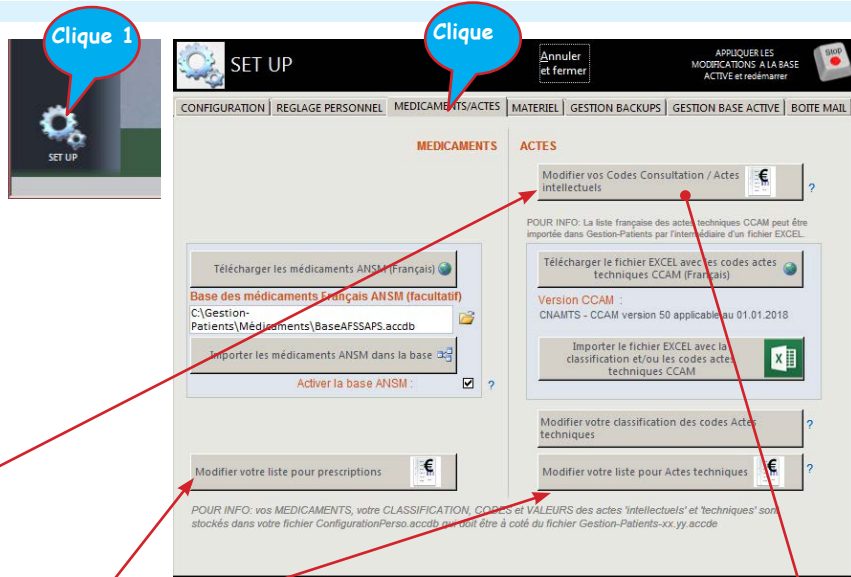 Clique 1
Clique
SET UP
SET UP
Annuler
et fermer
APPLIQUER LES
MODIFICATIONS A LA BASE
ACTIVE et redémarrer
STOP
CONFIGURATION
REGLAGE PERSONNEL
MEDICAMENTS/ACTES
MATERIEL
GESTION BACKUPS
GESTION BASE ACTIVE
BOITE MAIL
MEDICAMENTS
ACTES
Modifier vos Codes Consultation / Actes
intellectuels
€
?
POUR INFO: La liste française des actes techniques CCAM peut être
importée dans Gestion-Patients par l'intermédiaire d'un fichier EXCEL.
Télécharger les médicaments ANSM (Français)
Base des médicaments Français ANSM (facultatif)
C:\Gestion-
Patients\Médicaments\BaseAFSSAPS.accdb
Importer les médicaments ANSM dans la base
Activer la base ANSM :
?
Télécharger le fichier EXCEL avec les codes actes
techniques CCAM (Français)
Version CCAM :
CNAMTS - CCAM version 50 applicable au 01.01.2018
Importer le fichier EXCEL avec la
classification et/ou les codes actes
techniques CCAM
Modifier votre classification des codes Actes
techniques
?
Modifier votre liste pour prescriptions
€
Modifier votre liste pour Actes techniques
€
?
POUR INFO: vos MEDICAMENTS, votre CLASSIFICATION, CODES et VALEURS des actes 'intellectuels' et 'techniques' sont
stockés dans votre fichier ConfigurationPerso.accdb qui doit être à coté du fichier Gestion-Patients-xx.yy.accde